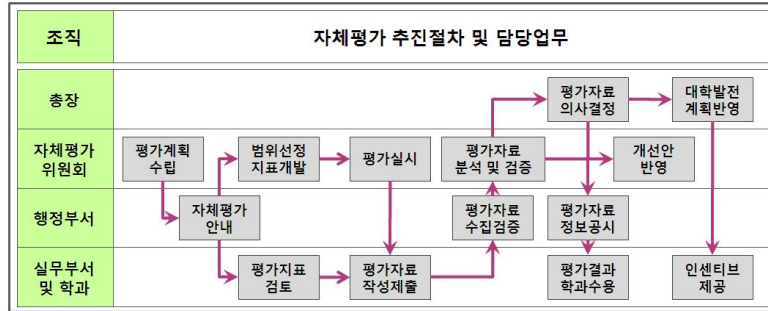 조직
자체평가 추진절차 및 담당업무
총장
평가자료
의사결정
대학발전
계획반영
자체평가
위원회
평가계획
수립
범위선정
지표개발
평가실시
평가자료
분석 및 검증
개선안
반영
행정부서
자체평가
안내
평가자료
수집검증
평가자료
정보공시
실무부서
및 학과
평가지표
검토
평가자료
작성제출
평가결과
학과수용
인센티브
제공